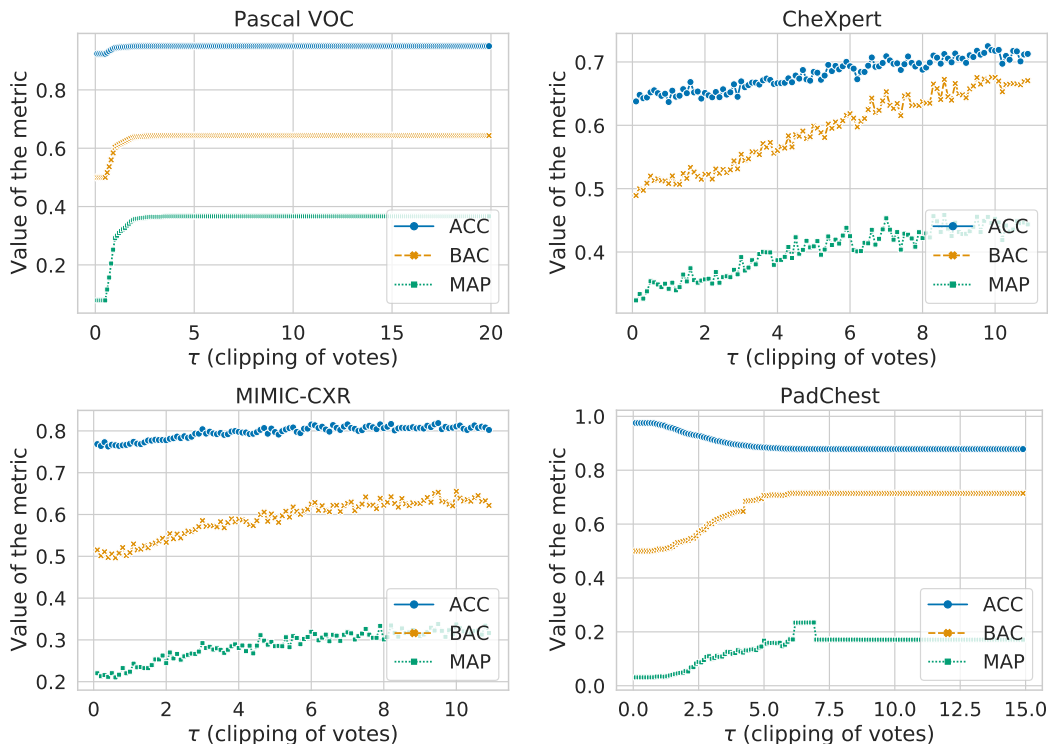 Pascal VOC
Value of the metric
0.8
0.6
0.4
0.2
0 5 10 15 20
τ (clipping of votes)
ACC
BAC
MAP
CheXpert
Value of the metric
0.7
0.6
0.5
0.4
0 2 4 6 8 10
τ (clipping of votes)
ACC
BAC
MAP
MIMIC-CXR
Value of the metric
0.8
0.7
0.6
0.5
0.4
0.3
0.2
0 2 4 6 8 10
τ (clipping of votes)
ACC
BAC
MAP
PadChest
Value of the metric
1.0
0.8
0.6
0.4
0.2
0.0
0.0 2.5 5.0 7.5 10.0 12.5 15.0
τ (clipping of votes)
ACC
BAC
MAP